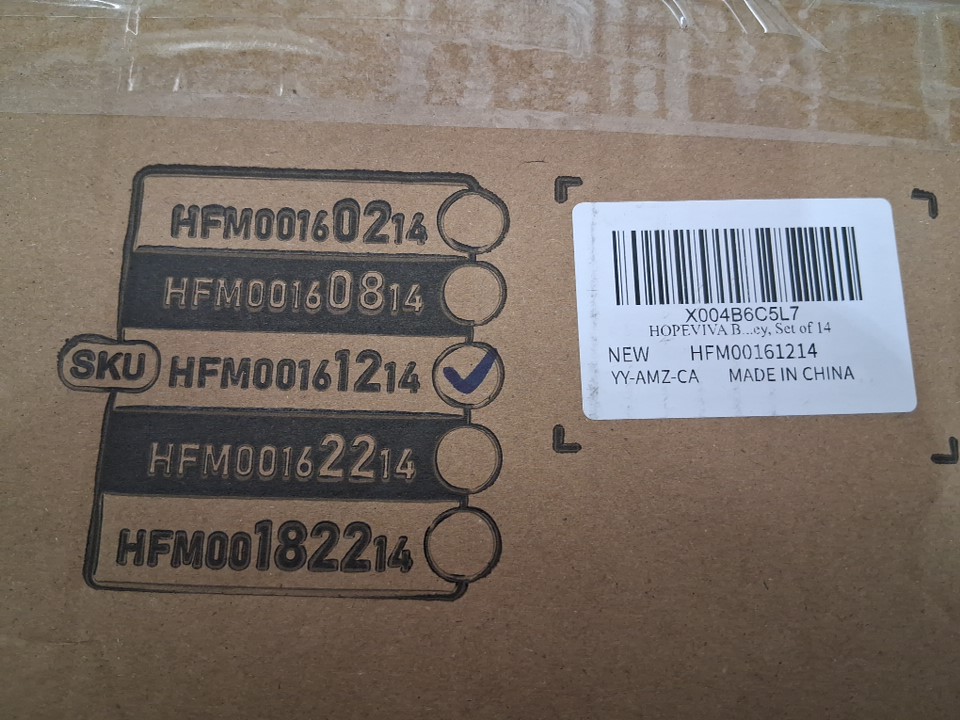 HFM00160214
HFM00160814
SKU HFM00161214
HFM00162214
HFM00182214
X004B6C5L7
HOPEVIVA B...ey, Set of 14
NEW HFM00161214
YY-AMZ-CA MADE IN CHINA